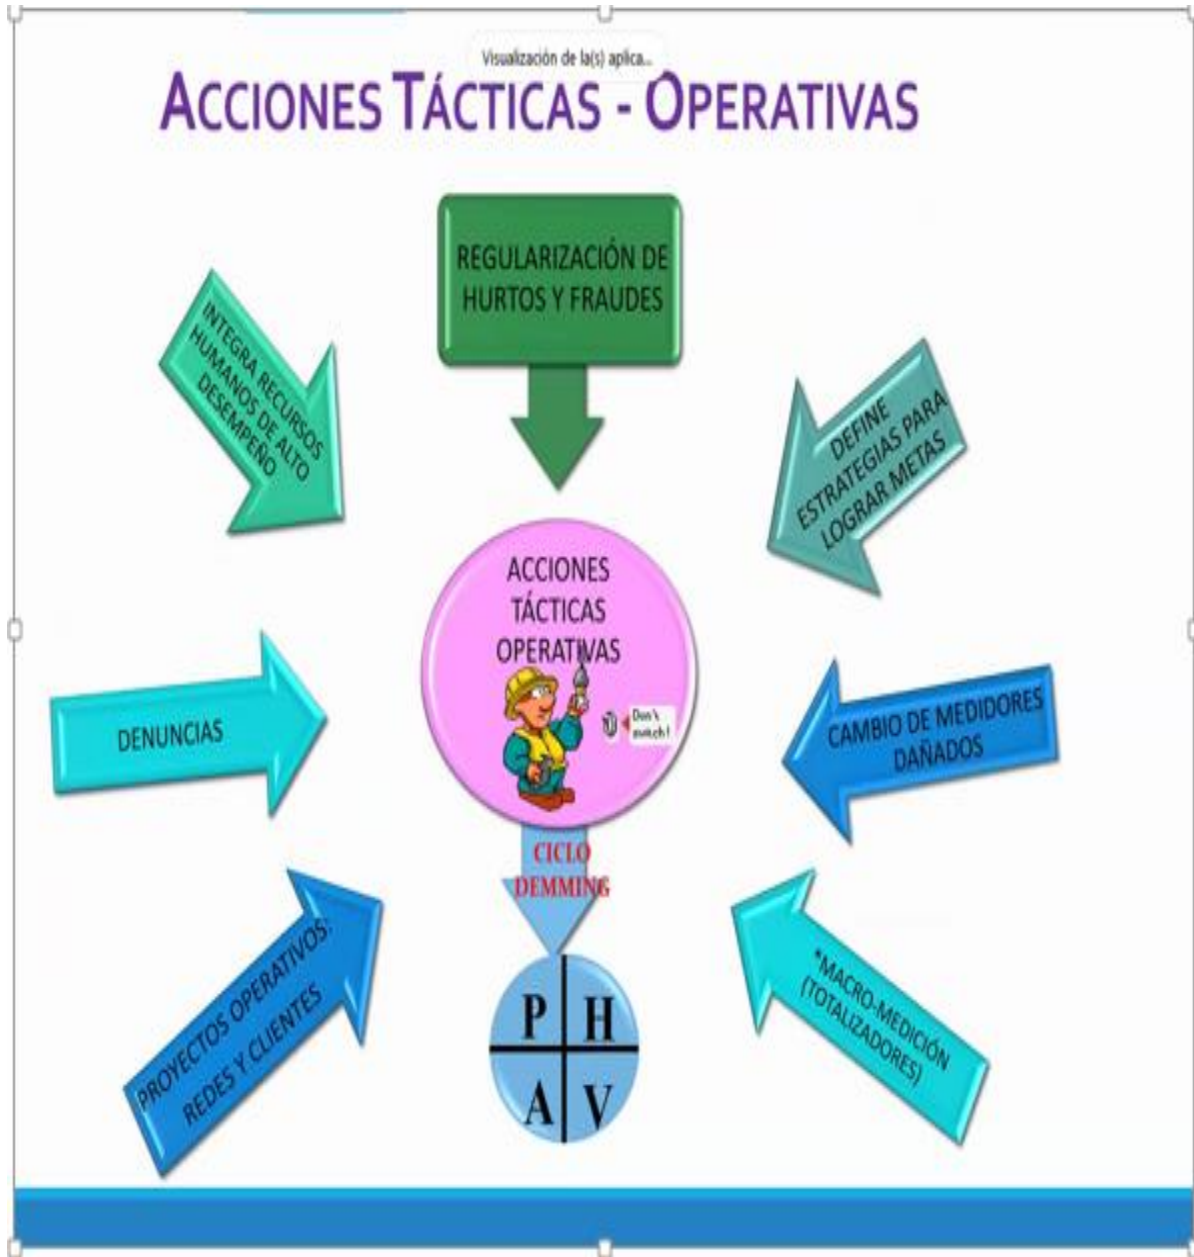 Visualización de la(s) aplica...
ACCIONES TÁCTICAS - OPERATIVAS
REGULARIZACIÓN DE
HURTOS Y FRAUDES
INTEGRA RECURSOS
HUMANOS DE ALTO
DESEMPEÑO
DEFINE
ESTRATEGIAS PARA
LOGRAR METAS
ACCIONES
TÁCTICAS
OPERATIVAS
DENUNCIAS
CAMBIO DE MEDIDORES
DAÑADOS
CICLO
DEMMING
PROYECTOS OPERATIVOS:
REDES Y CLIENTES
*MACRO-MEDICIÓN
(TOTALIZADORES)
P H
A V